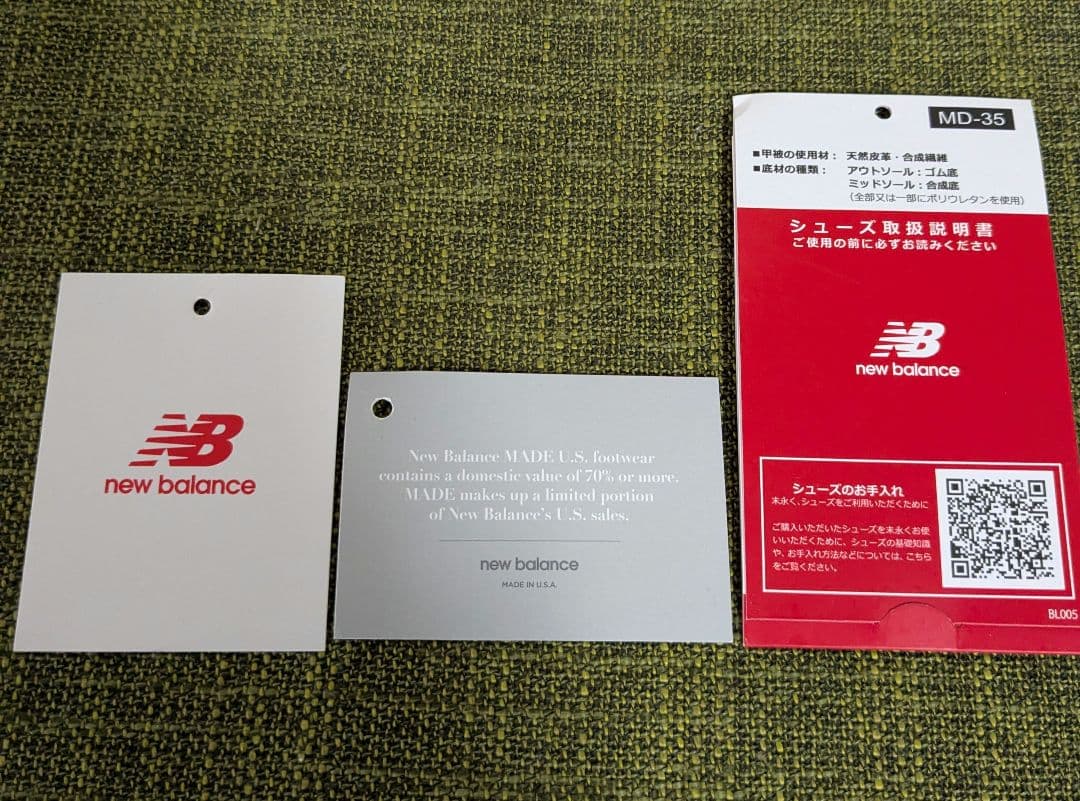 NB
new balance
New Balance MADE U.S. footwear
contains a domestic value of 70% or more.
MADE makes up a limited portion
of New Balance's U.S. sales.
new balance
MADE IN U.S.A.
MD-35
■甲被の使用材： 天然皮革・合成繊維
■底材の種類： アウトソール：ゴム底
ミッドソール：合成底
（全部又は一部にポリウレタンを使用）
シューズ取扱説明書
ご使用の前に必ずお読みください
NB
new balance
シューズのお手入れ
末永く、シューズをご利用いただくために
ご購入いただいたシューズを末永くお使
いいただくために、シューズの基礎知識
や、お手入れ方法などについては、こちら
をご覧ください。
BL005